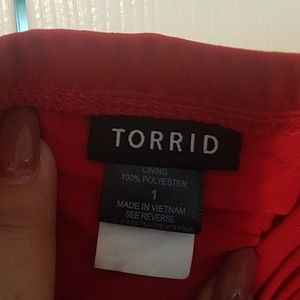 TORRID
LINING
100% POLYESTER
1
MADE IN VIETNAM
SEE REVERSE